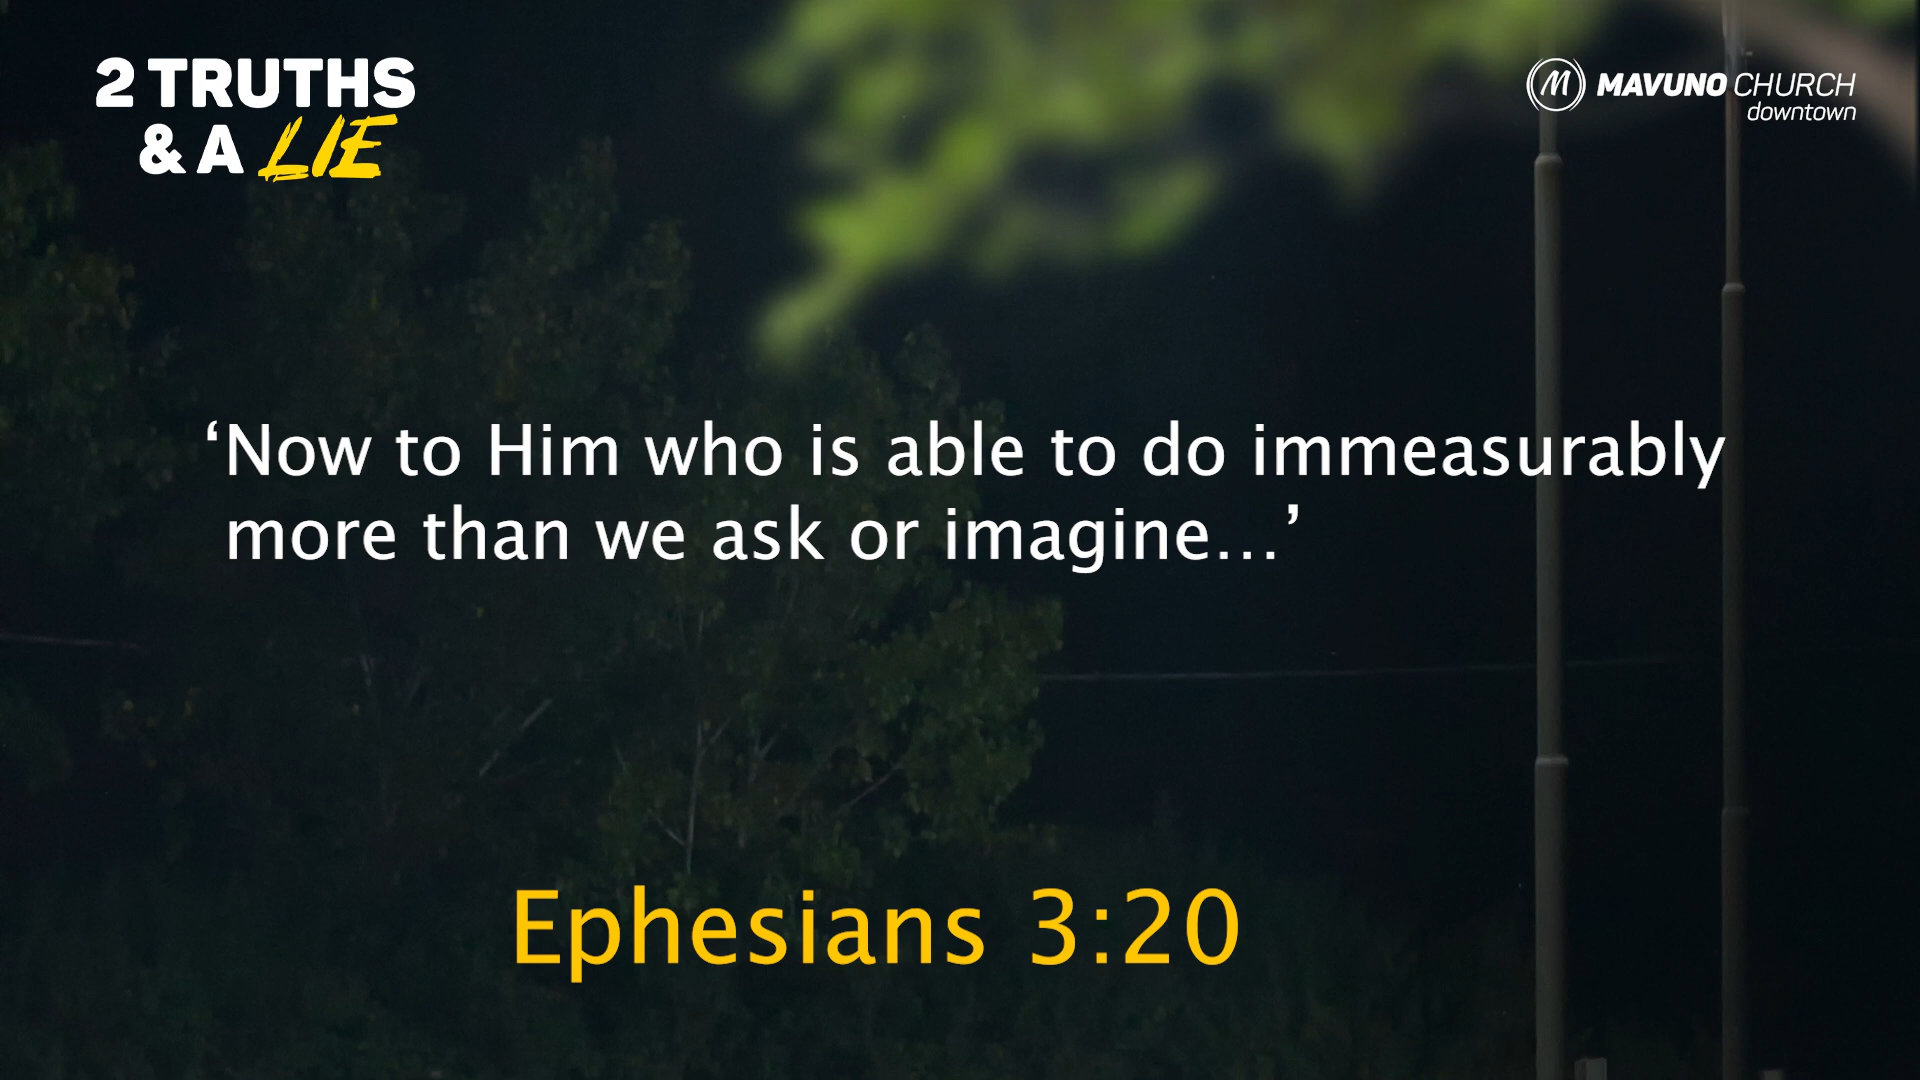 2 TRUTHS
& A LIE
M MAVUNO CHURCH
downtown
‘Now to Him who is able to do immeasurably
more than we ask or imagine…’
Ephesians 3:20